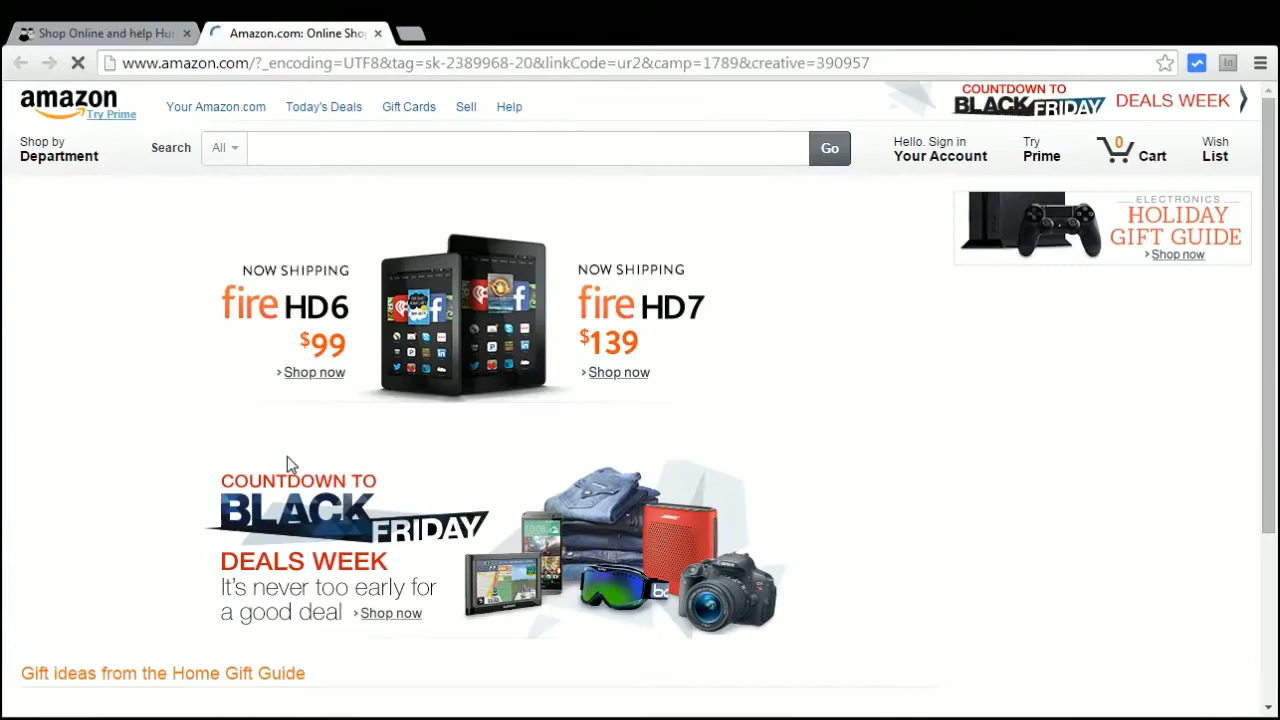 Shop Online and help Hu
Amazon.com: Online Sho
www.amazon.com/?_encoding=UTF8&tag=sk-2389968-20&linkCode=ur2&camp=1789&creative=390957
amazon
Try Prime
Your Amazon.com Today's Deals Gift Cards Sell Help
COUNTDOWN TO
BLACK FRIDAY DEALS WEEK
Shop by
Department
Search All Go
Hello. Sign in
Your Account
Try
Prime
0
Cart
Wish
List
ELECTRONICS
HOLIDAY
GIFT GUIDE
Shop now
NOW SHIPPING
fire HD6
$99
Shop now
NOW SHIPPING
fire HD7
$139
Shop now
COUNTDOWN TO
BLACK
FRIDAY
DEALS WEEK
It's never too early for
a good deal Shop now
Gift ideas from the Home Gift Guide